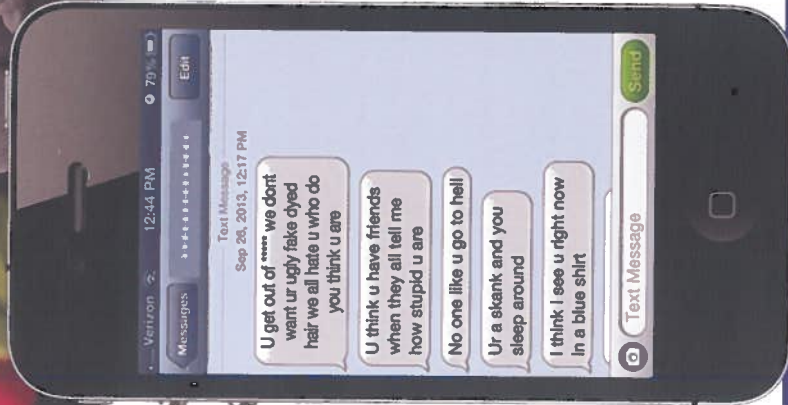 Verizon 12:44 PM 79%
Messages ***************** Edit
Text Message
Sep 26, 2013, 12:17 PM
U get out of ***** we dont
want ur ugly fake dyed
hair we all hate u who do
you think u are
U think u have friends
when they all tell me
how stupid u are
No one like u go to hell
Ur a skank and you
sleep around
I think I see u right now
in a blue shirt
Text Message
Send